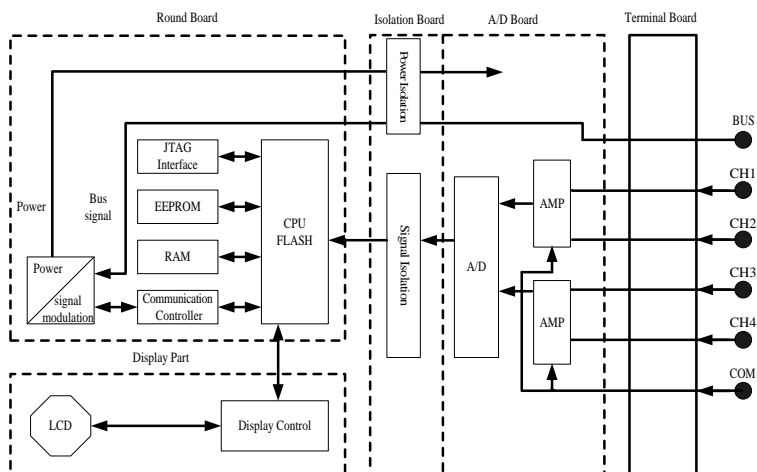 Round Board
Isolation Board
A/D Board
Terminal Board
Power Isolation
BUS
JTAG
Interface
CH1
EEPROM
CPU
FLASH
AMP
Power
Bus
signal
Signal Isolation
A/D
CH2
RAM
CH3
Power
signal
modulation
Communication
Controller
AMP
CH4
Display Part
COM
LCD
Display Control